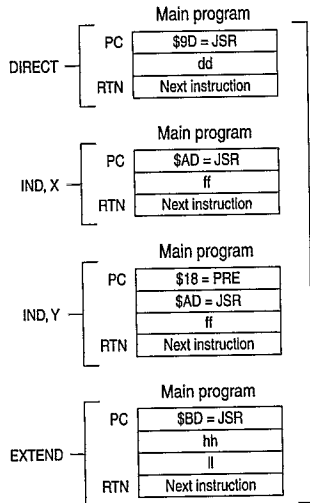 Main program
PC $9D = JSR
DIRECT dd
RTN Next instruction
Main program
PC $AD = JSR
IND, X ff
RTN Next instruction
Main program
PC $18 = PRE
$AD = JSR
IND, Y ff
RTN Next instruction
Main program
PC $BD = JSR
hh
EXTEND ll
RTN Next instruction